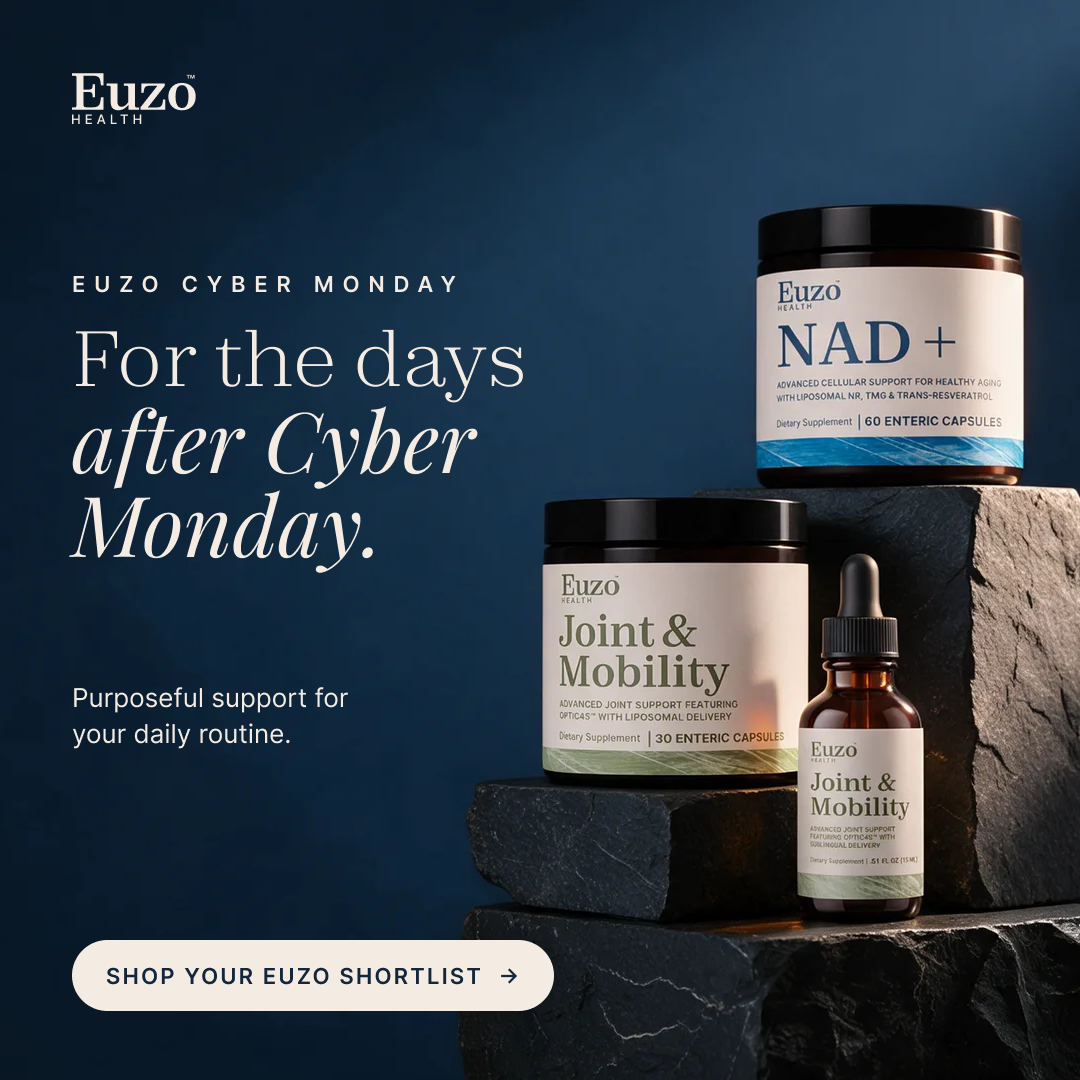 Euzo™
HEALTH
EUZO CYBER MONDAY
For the days
after Cyber
Monday.
Purposeful support for
your daily routine.
SHOP YOUR EUZO SHORTLIST →
Euzo™
HEALTH
NAD+
ADVANCED CELLULAR SUPPORT FOR HEALTHY AGING
WITH LIPOSOMAL NR, TMG & TRANS-RESVERATROL
Dietary Supplement | 60 ENTERIC CAPSULES
Euzo™
HEALTH
Joint &
Mobility
ADVANCED JOINT SUPPORT FEATURING
OPTIC4S™ WITH LIPOSOMAL DELIVERY
Dietary Supplement | 30 ENTERIC CAPSULES
Euzo™
HEALTH
Joint &
Mobility
ADVANCED JOINT SUPPORT
FEATURING OPTIC4S™ WITH
SUBLINGUAL DELIVERY
Dietary Supplement | .51 FL OZ (15 ML)